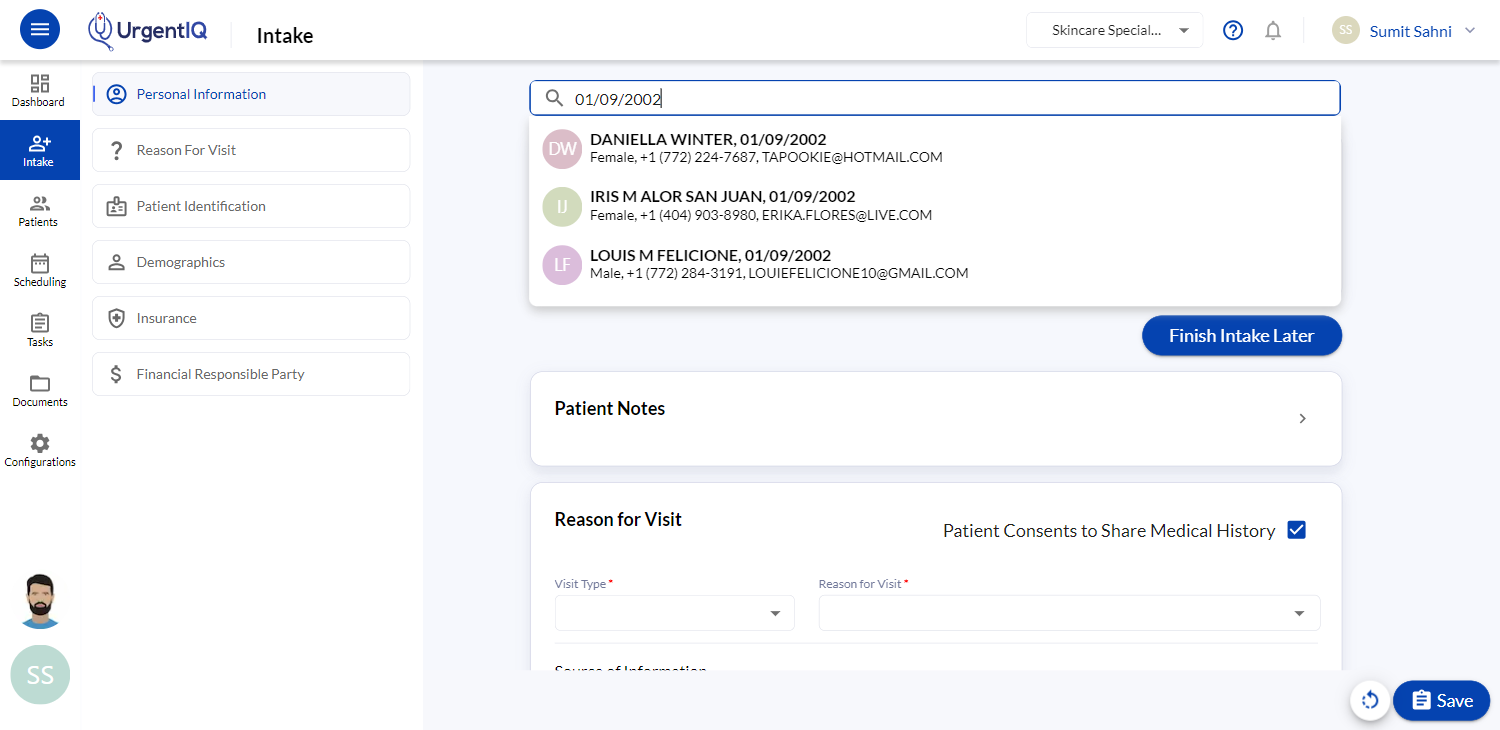 UrgentIQ
Intake
Skincare Special...
SS
Sumit Sahni
Dashboard
Intake
Patients
Scheduling
Tasks
Documents
Configurations
SS
Personal Information
Reason For Visit
Patient Identification
Demographics
Insurance
Financial Responsible Party
01/09/2002
DW
DANIELLA WINTER, 01/09/2002
Female, +1 (772) 224-7687, TAPOOKIE@HOTMAIL.COM
IJ
IRIS M ALOR SAN JUAN, 01/09/2002
Female, +1 (404) 903-8980, ERIKA.FLORES@LIVE.COM
LF
LOUIS M FELICIONE, 01/09/2002
Male, +1 (772) 284-3191, LOUIEFELICIONE10@GMAIL.COM
Finish Intake Later
Patient Notes
Reason for Visit
Patient Consents to Share Medical History
Visit Type *
Reason for Visit *
Source of Information
Save